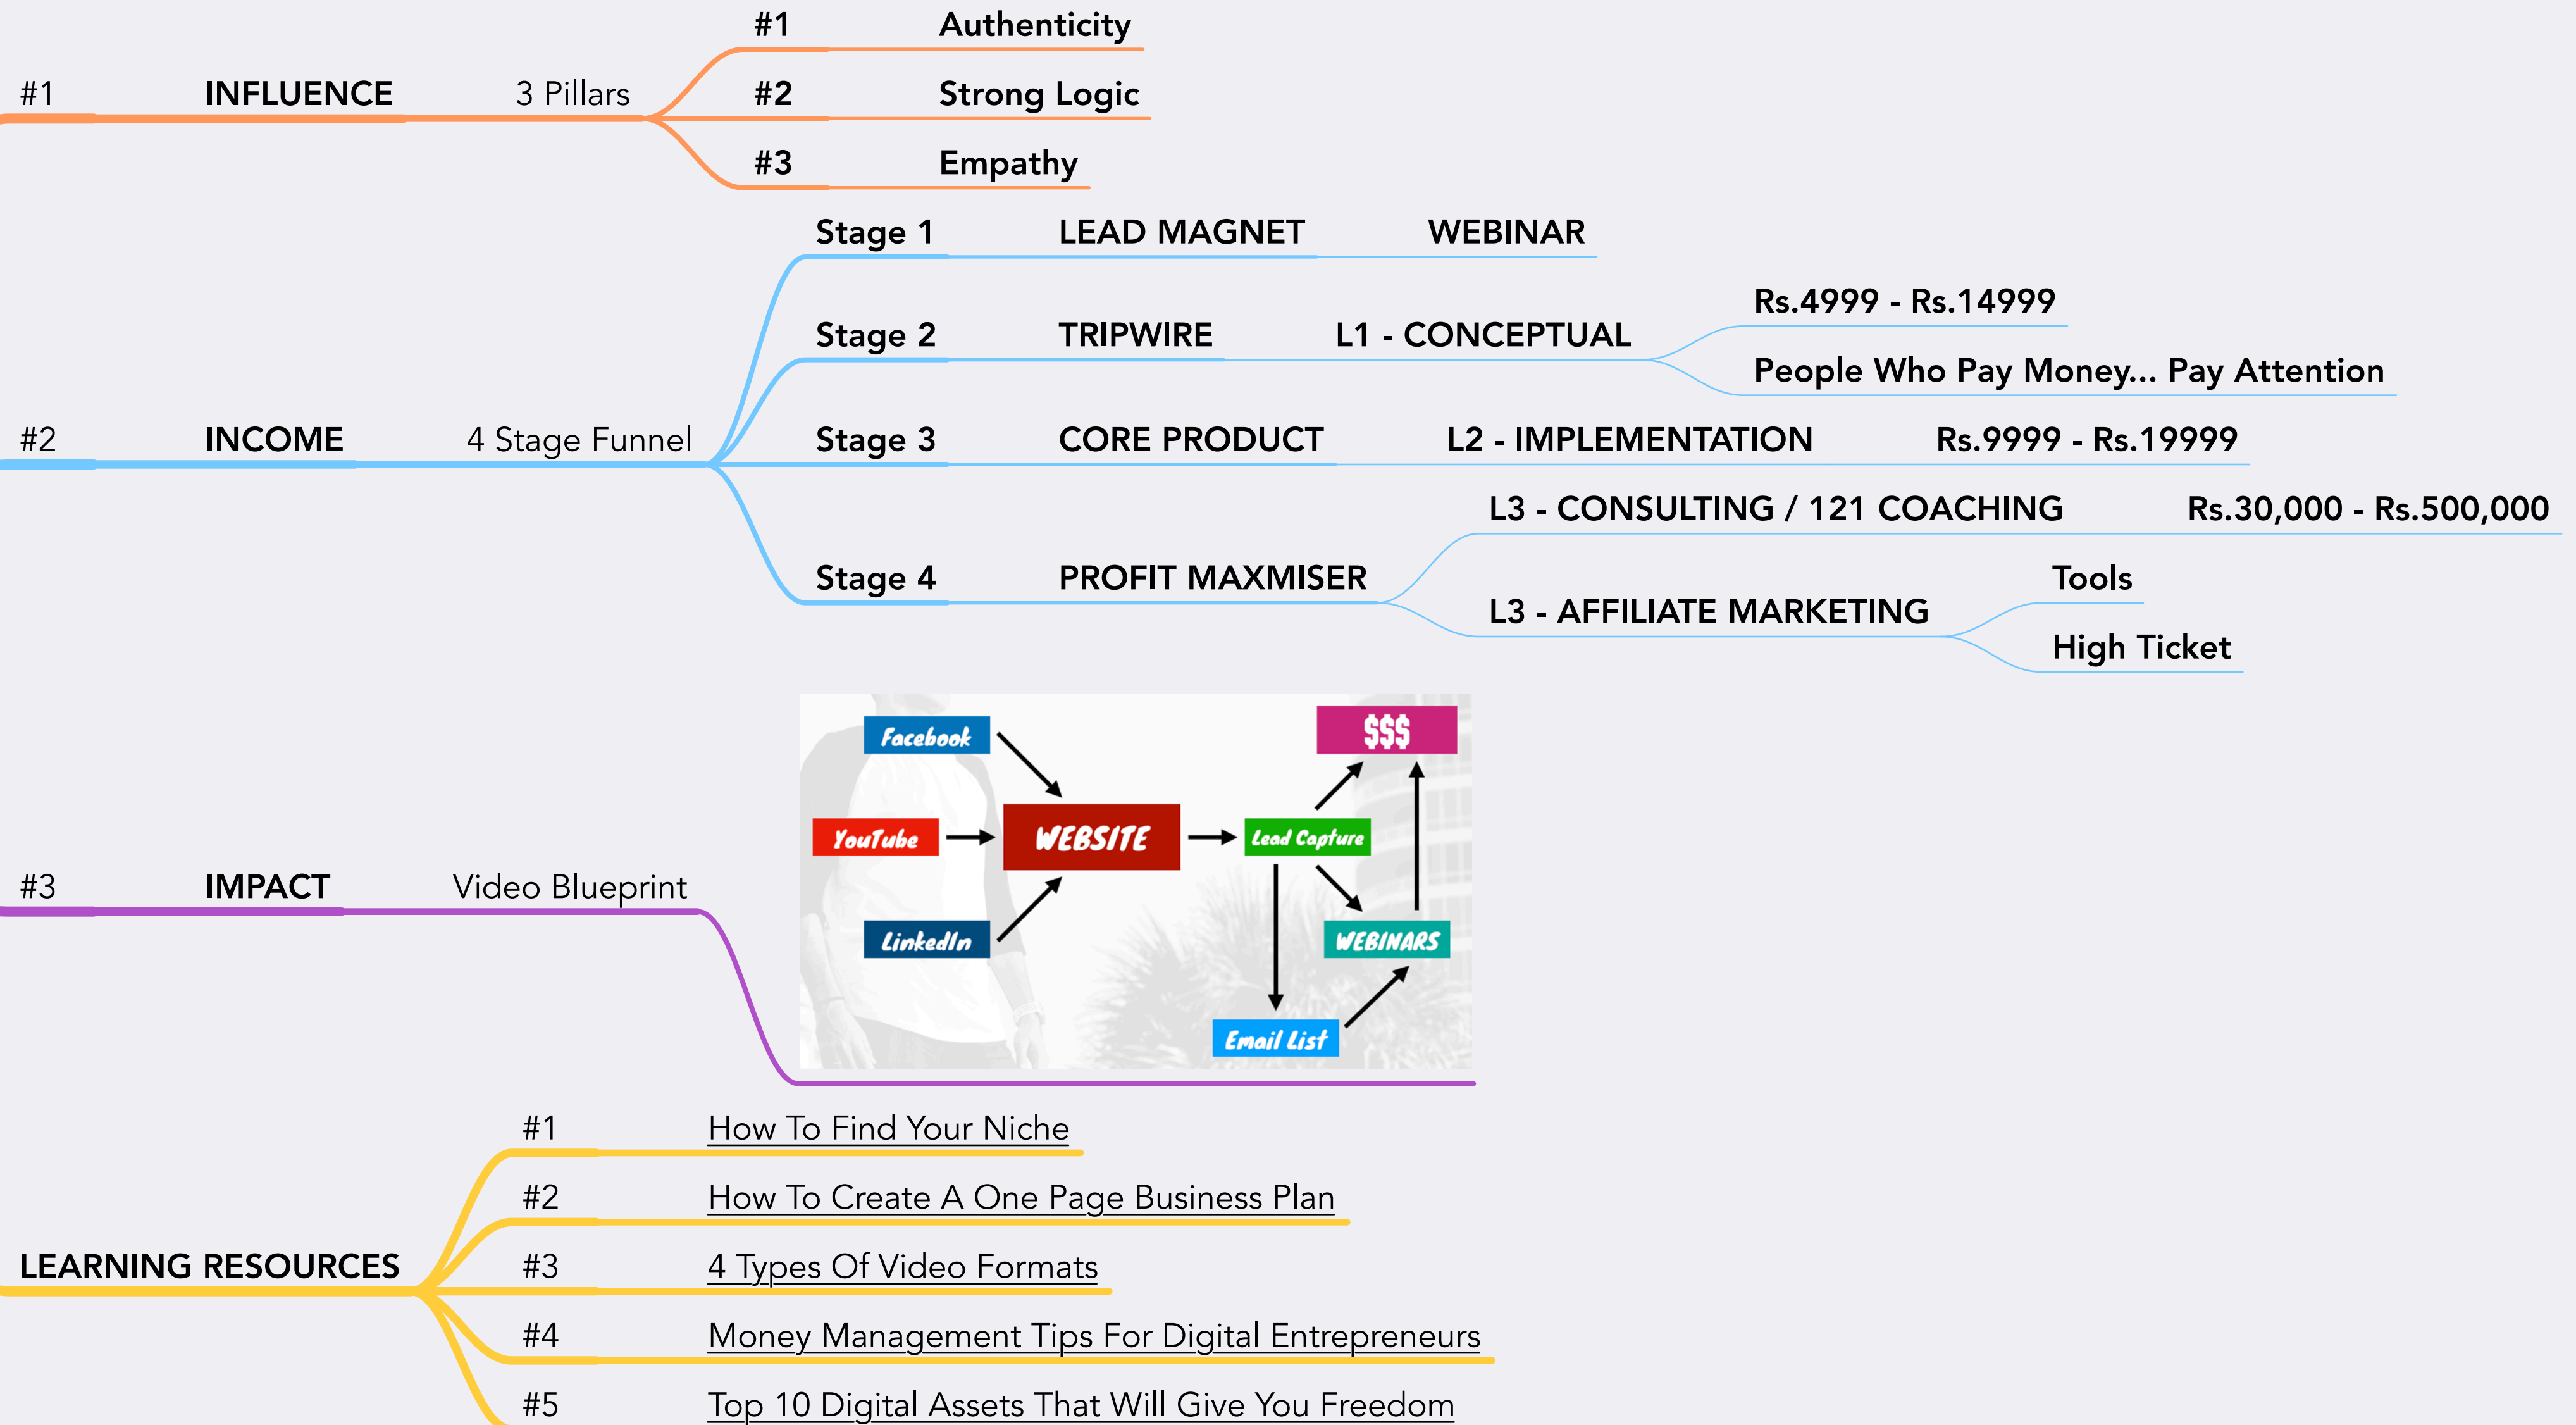 #1 INFLUENCE 3 Pillars
#1 Authenticity
#2 Strong Logic
#3 Empathy
#2 INCOME 4 Stage Funnel
Stage 1 LEAD MAGNET WEBINAR
Stage 2 TRIPWIRE L1 - CONCEPTUAL
Rs.4999 - Rs.14999
People Who Pay Money... Pay Attention
Stage 3 CORE PRODUCT L2 - IMPLEMENTATION Rs.9999 - Rs.19999
Stage 4 PROFIT MAXMISER
L3 - CONSULTING / 121 COACHING Rs.30,000 - Rs.500,000
L3 - AFFILIATE MARKETING
Tools
High Ticket
#3 IMPACT Video Blueprint
Facebook
$$$
YouTube
WEBSITE
Lead Capture
LinkedIn
WEBINARS
Email List
LEARNING RESOURCES
#1 How To Find Your Niche
#2 How To Create A One Page Business Plan
#3 4 Types Of Video Formats
#4 Money Management Tips For Digital Entrepreneurs
#5 Top 10 Digital Assets That Will Give You Freedom